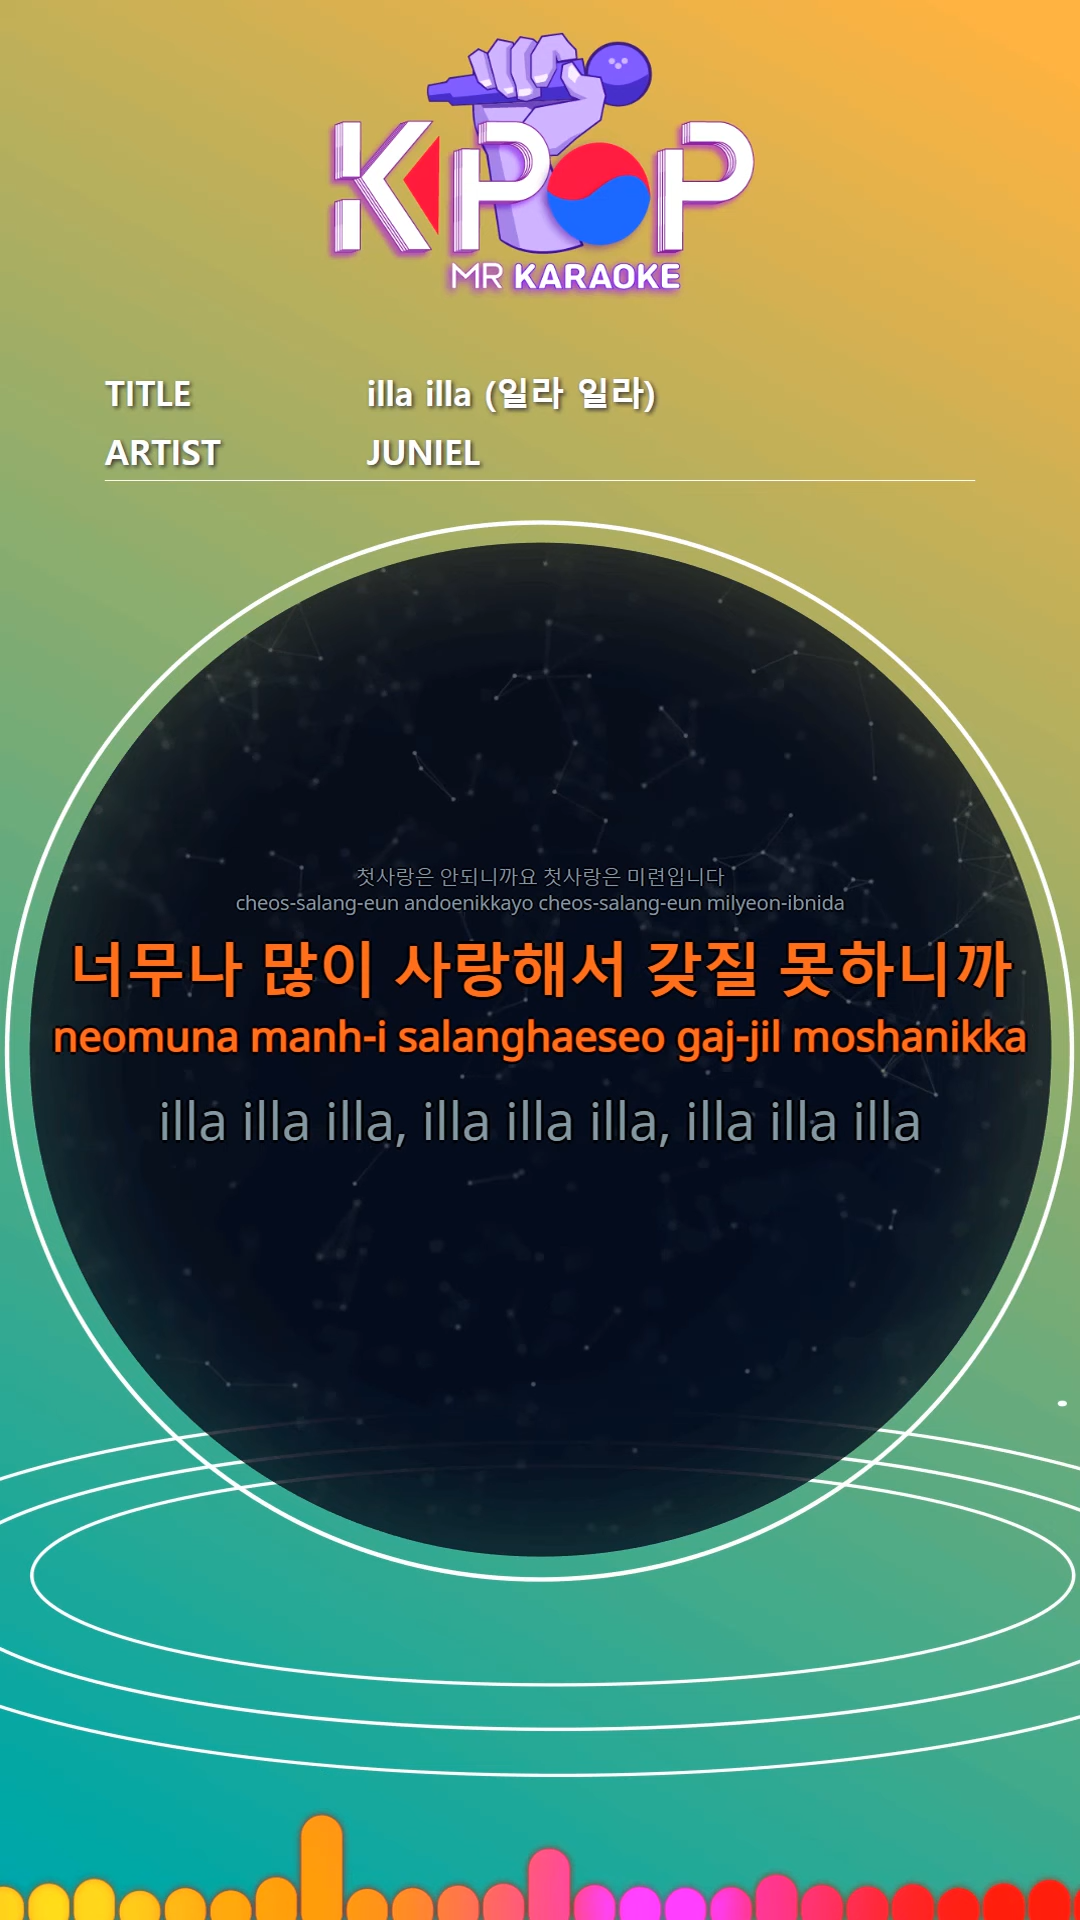 KPOP
MR KARAOKE
TITLE illa illa (일라 일라)
ARTIST JUNIEL
첫사랑은 안되니까요 첫사랑은 미련입니다
cheos-salang-eun andoenikkayo cheos-salang-eun milyeon-ibnida
너무나 많이 사랑해서 갖질 못하니까
neomuna manh-i salanghaeseo gaj-jil moshanikka
illa illa illa, illa illa illa, illa illa illa